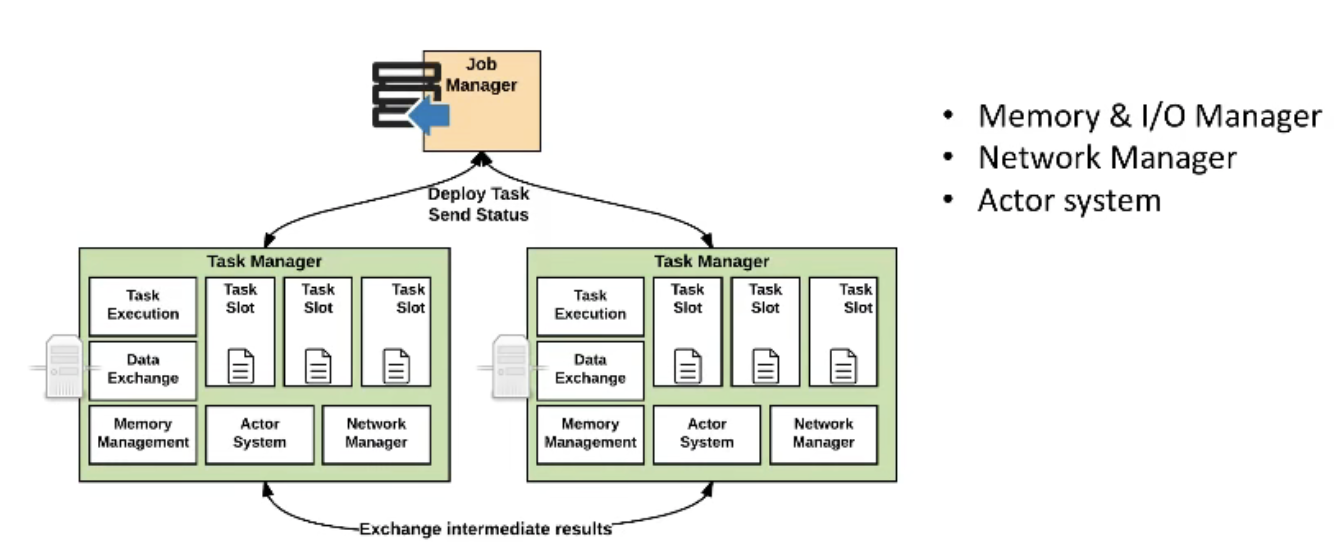 Job
Manager
• Memory & I/O Manager
• Network Manager
• Actor system
Deploy Task
Send Status
Task Manager
Task
Execution
Task
Slot
Task
Slot
Task
Slot
Data
Exchange
Memory
Management
Actor
System
Network
Manager
Task Manager
Task
Execution
Task
Slot
Task
Slot
Task
Slot
Data
Exchange
Memory
Management
Actor
System
Network
Manager
Exchange intermediate results